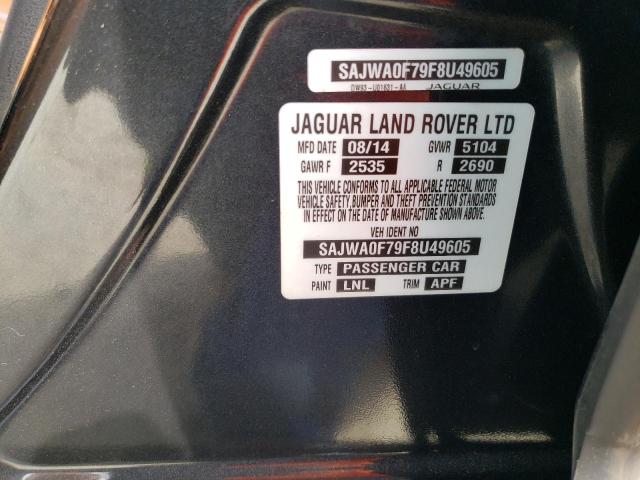 SAJWA0F79F8U49605
DW93-U01631-AA JAGUAR
JAGUAR LAND ROVER LTD
MFD DATE 08/14 GVWR 5104
GAWR F 2535 R 2690
THIS VEHICLE CONFORMS TO ALL APPLICABLE FEDERAL MOTOR
VEHICLE SAFETY, BUMPER AND THEFT PREVENTION STANDARDS
IN EFFECT ON THE DATE OF MANUFACTURE SHOWN ABOVE.
VEH IDENT NO
SAJWA0F79F8U49605
TYPE PASSENGER CAR
PAINT LNL TRIM APF